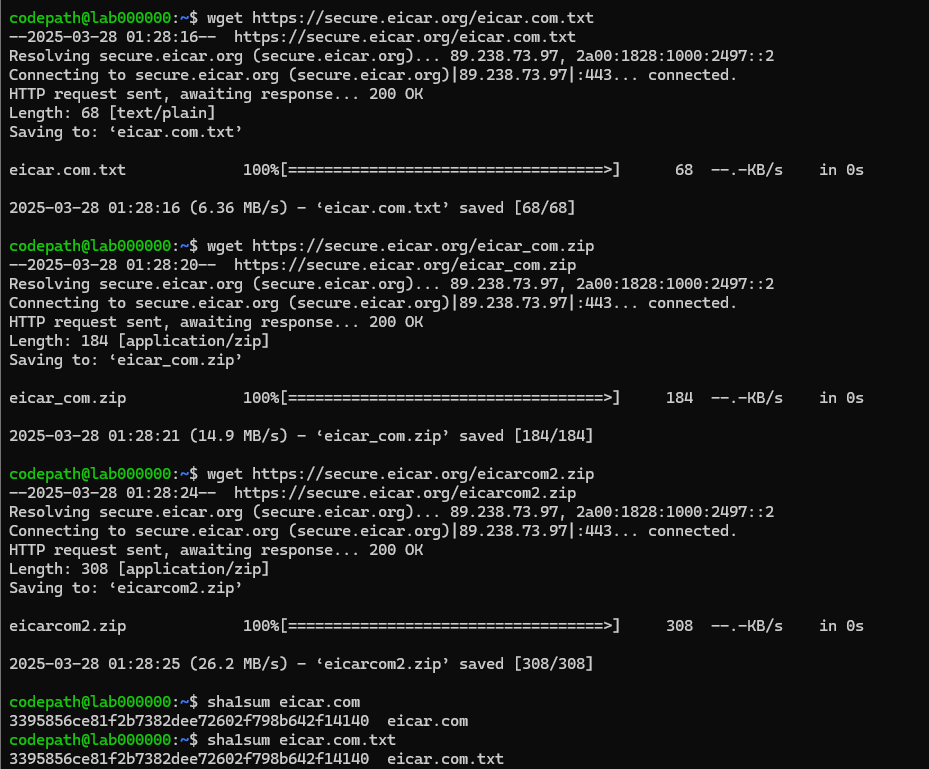 codepath@lab000000:~$ wget https://secure.eicar.org/eicar.com.txt
--2025-03-28 01:28:16--  https://secure.eicar.org/eicar.com.txt
Resolving secure.eicar.org (secure.eicar.org)... 89.238.73.97, 2a00:1828:1000:2497::2
Connecting to secure.eicar.org (secure.eicar.org)|89.238.73.97|:443... connected.
HTTP request sent, awaiting response... 200 OK
Length: 68 [text/plain]
Saving to: ‘eicar.com.txt’
eicar.com.txt             100%[===================================>]      68  --.-KB/s    in 0s
2025-03-28 01:28:16 (6.36 MB/s) - ‘eicar.com.txt’ saved [68/68]
codepath@lab000000:~$ wget https://secure.eicar.org/eicar_com.zip
--2025-03-28 01:28:20--  https://secure.eicar.org/eicar_com.zip
Resolving secure.eicar.org (secure.eicar.org)... 89.238.73.97, 2a00:1828:1000:2497::2
Connecting to secure.eicar.org (secure.eicar.org)|89.238.73.97|:443... connected.
HTTP request sent, awaiting response... 200 OK
Length: 184 [application/zip]
Saving to: ‘eicar_com.zip’
eicar_com.zip             100%[===================================>]     184  --.-KB/s    in 0s
2025-03-28 01:28:21 (14.9 MB/s) - ‘eicar_com.zip’ saved [184/184]
codepath@lab000000:~$ wget https://secure.eicar.org/eicarcom2.zip
--2025-03-28 01:28:24--  https://secure.eicar.org/eicarcom2.zip
Resolving secure.eicar.org (secure.eicar.org)... 89.238.73.97, 2a00:1828:1000:2497::2
Connecting to secure.eicar.org (secure.eicar.org)|89.238.73.97|:443... connected.
HTTP request sent, awaiting response... 200 OK
Length: 308 [application/zip]
Saving to: ‘eicarcom2.zip’
eicarcom2.zip             100%[===================================>]     308  --.-KB/s    in 0s
2025-03-28 01:28:25 (26.2 MB/s) - ‘eicarcom2.zip’ saved [308/308]
codepath@lab000000:~$ sha1sum eicar.com
3395856ce81f2b7382dee72602f798b642f14140  eicar.com
codepath@lab000000:~$ sha1sum eicar.com.txt
3395856ce81f2b7382dee72602f798b642f14140  eicar.com.txt